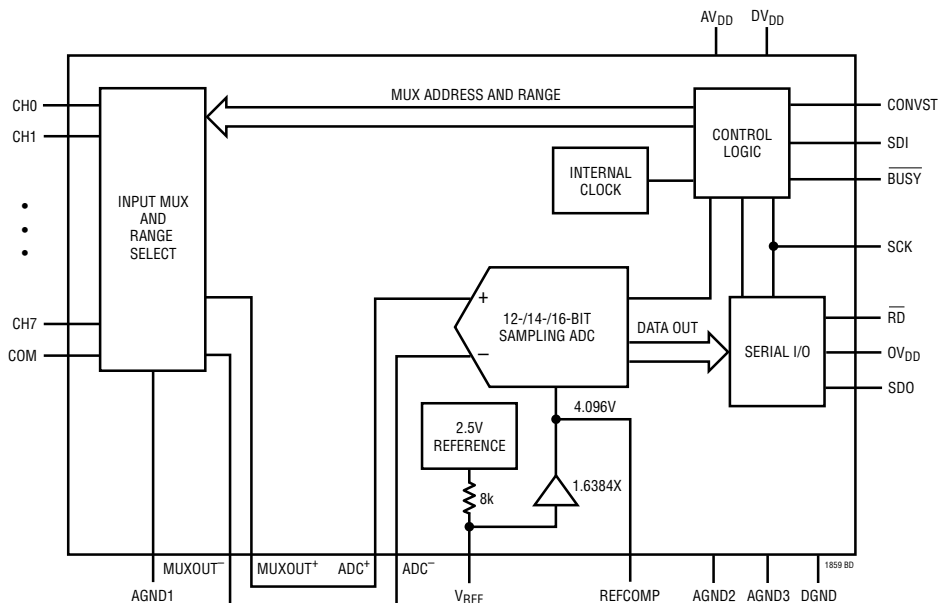 AVDD DVDD
CH0
CH1
CH7
COM
INPUT MUX
AND
RANGE
SELECT
MUX ADDRESS AND RANGE
INTERNAL
CLOCK
CONTROL
LOGIC
CONVST
SDI
BUSY
SCK
RD
OVDD
SDO
+
−
12-/14-/16-BIT
SAMPLING ADC
DATA OUT
SERIAL I/O
4.096V
2.5V
REFERENCE
8k
1.6384X
MUXOUT− MUXOUT+ ADC+ ADC−
1859 BD
AGND1 VREF REFCOMP AGND2 AGND3 DGND